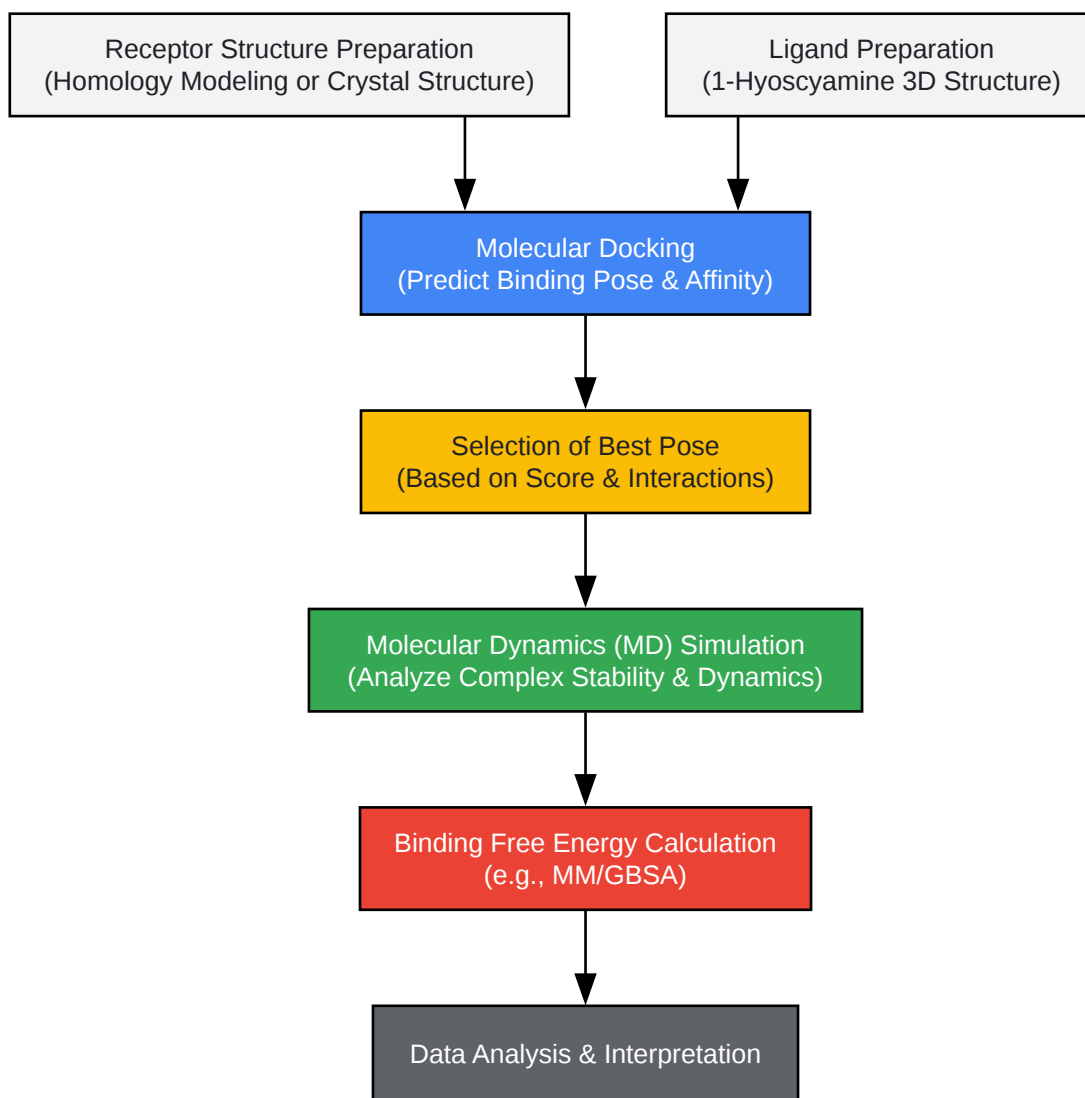 Receptor Structure Preparation
(Homology Modeling or Crystal Structure)
Ligand Preparation
(1-Hyoscyamine 3D Structure)
Molecular Docking
(Predict Binding Pose & Affinity)
Selection of Best Pose
(Based on Score & Interactions)
Molecular Dynamics (MD) Simulation
(Analyze Complex Stability & Dynamics)
Binding Free Energy Calculation
(e.g., MM/GBSA)
Data Analysis & Interpretation